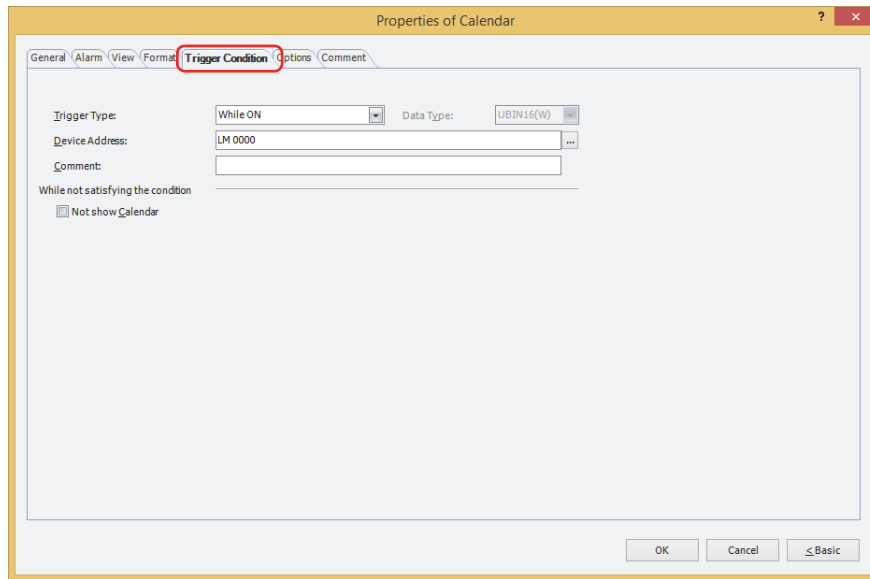 Properties of Calendar ? ×
General Alarm View Format Trigger Condition Options Comment
Trigger Type: While ON Data Type: UBIN16(W)
Device Address: LM 0000 ...
Comment:
While not satisfying the condition
Not show Calendar
OK Cancel < Basic